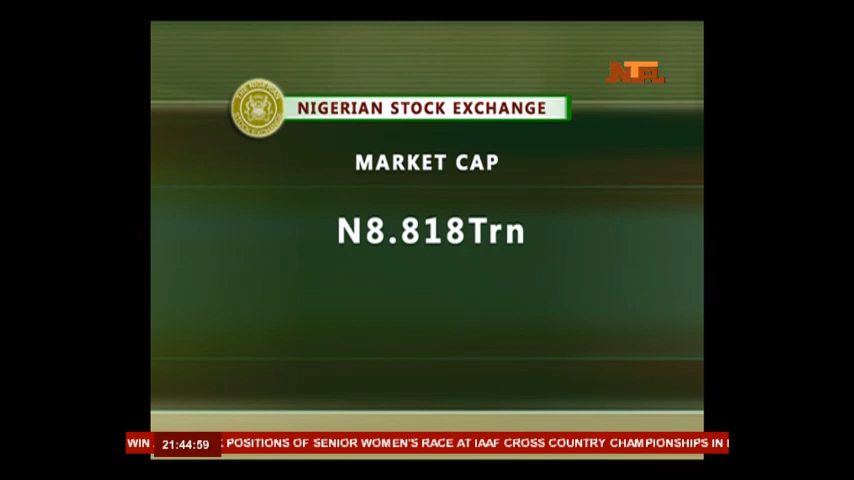 NTA
NIGERIAN STOCK EXCHANGE
MARKET CAP
N8.818Trn
WIN
21:44:59
POSITIONS OF SENIOR WOMEN'S RACE AT IAAF CROSS COUNTRY CHAMPIONSHIPS IN